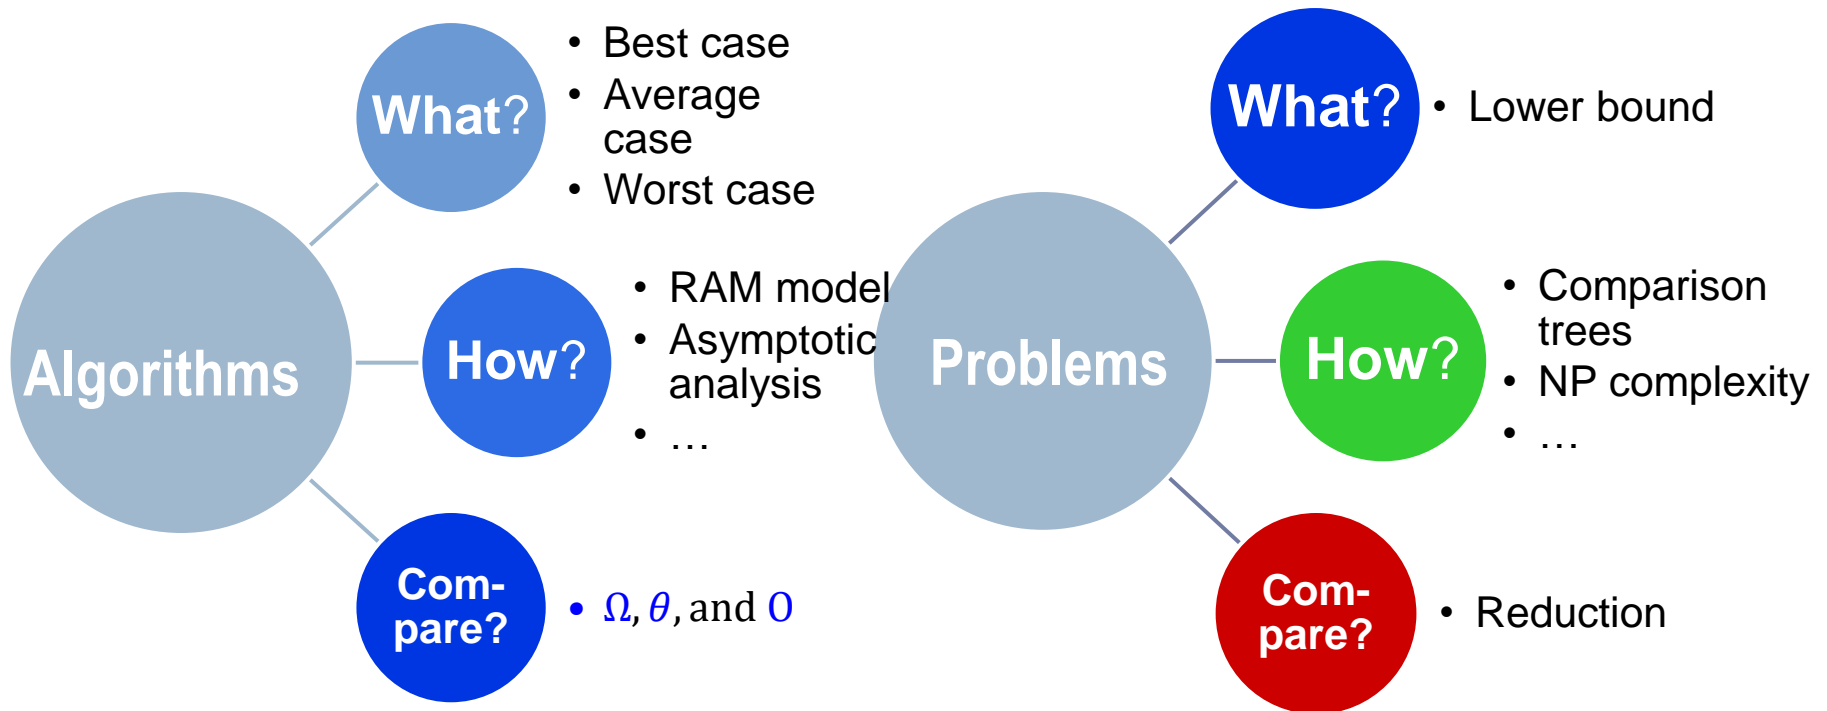 Algorithms
What?
• Best case
• Average
case
• Worst case
How?
• RAM model
• Asymptotic
analysis
• …
Com-
pare?
• Ω, θ, and O
Problems
What?
• Lower bound
How?
• Comparison
trees
• NP complexity
• …
Com-
pare?
• Reduction